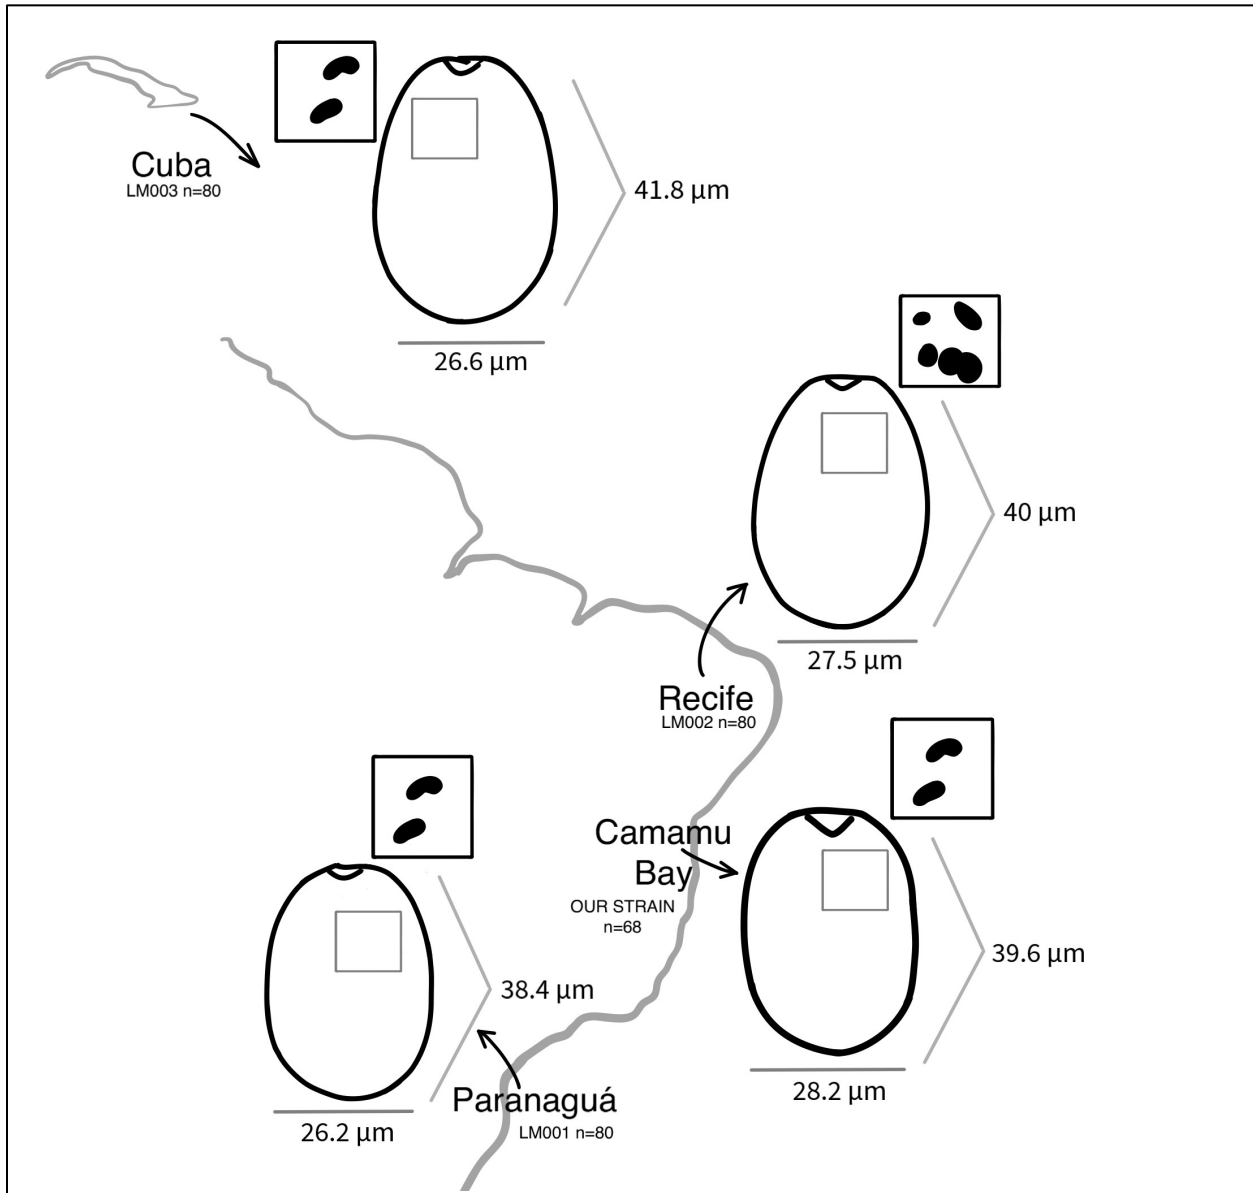 Cuba
LM003 n=80
41.8 µm
26.6 µm
40 µm
27.5 µm
Recife
LM002 n=80
Camamu
Bay
OUR STRAIN
n=68
39.6 µm
28.2 µm
38.4 µm
26.2 µm
Paranaguá
LM001 n=80